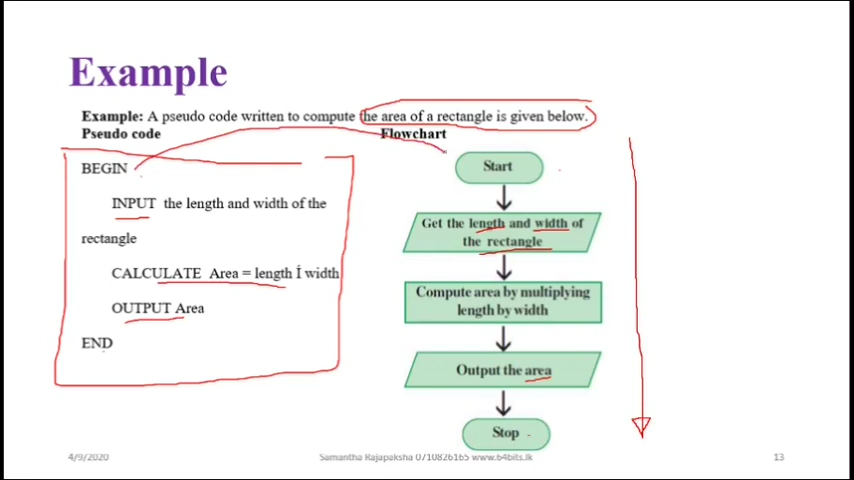 Example
Example: A pseudo code written to compute the area of a rectangle is given below.
Pseudo code
Flowchart
BEGIN
INPUT the length and width of the
rectangle
CALCULATE Area = length Í width
OUTPUT Area
END
Start
Get the length and width of
the rectangle
Compute area by multiplying
length by width
Output the area
Stop
4/9/2020
Samantha Rajapaksha 0710826165 www.64bits.lk
13